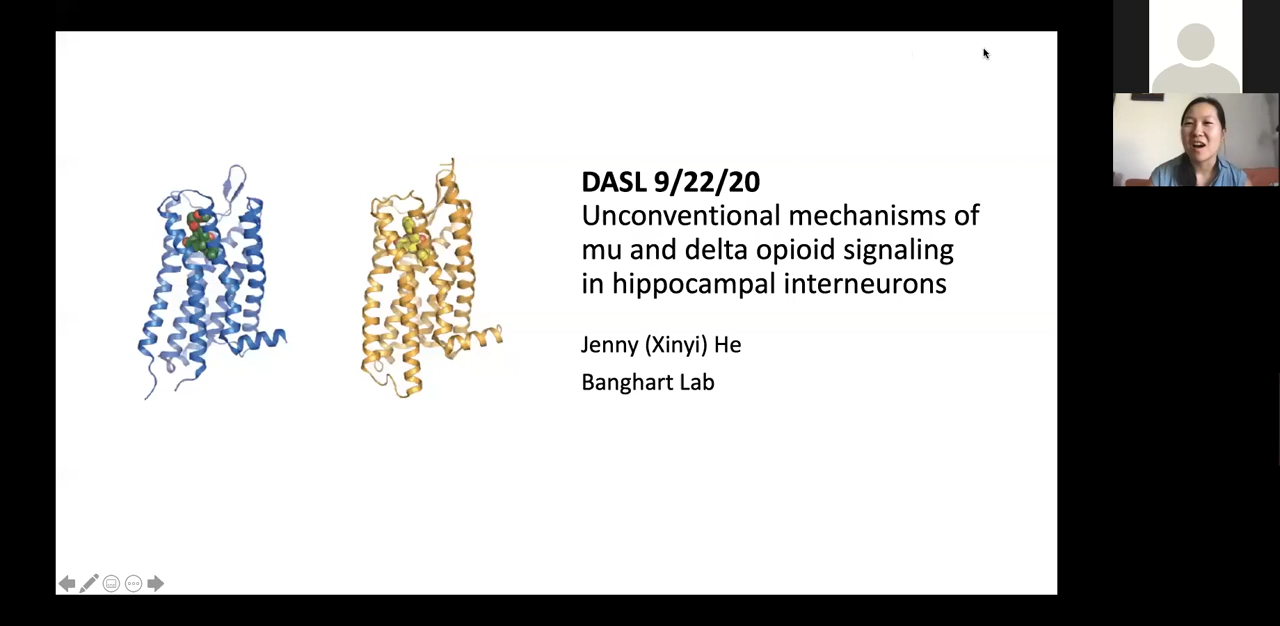 DASL 9/22/20
Unconventional mechanisms of
mu and delta opioid signaling
in hippocampal interneurons
Jenny (Xinyi) He
Banghart Lab